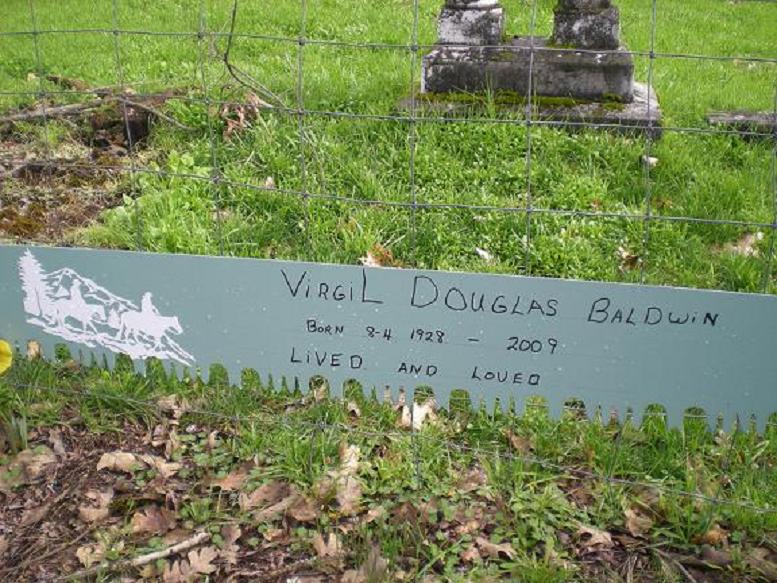 VIRGIL DOUGLAS BALDWIN
BORN 8-4 1928 - 2009
LIVED AND LOVED